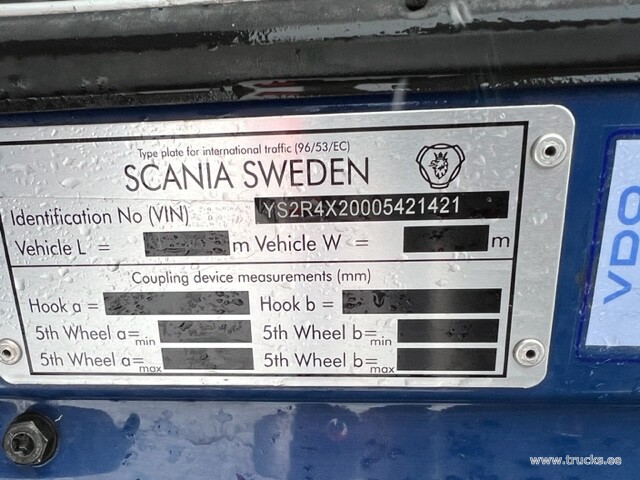 Type plate for international traffic (96/53/EC)
SCANIA SWEDEN
Identification No (VIN) YS2R4X20005421421
Vehicle L = m Vehicle W = m
Coupling device measurements (mm)
Hook a = Hook b =
5th Wheel a=min 5th Wheel b=min
5th Wheel a=max 5th Wheel b=max
VDO
www.trucks.ee